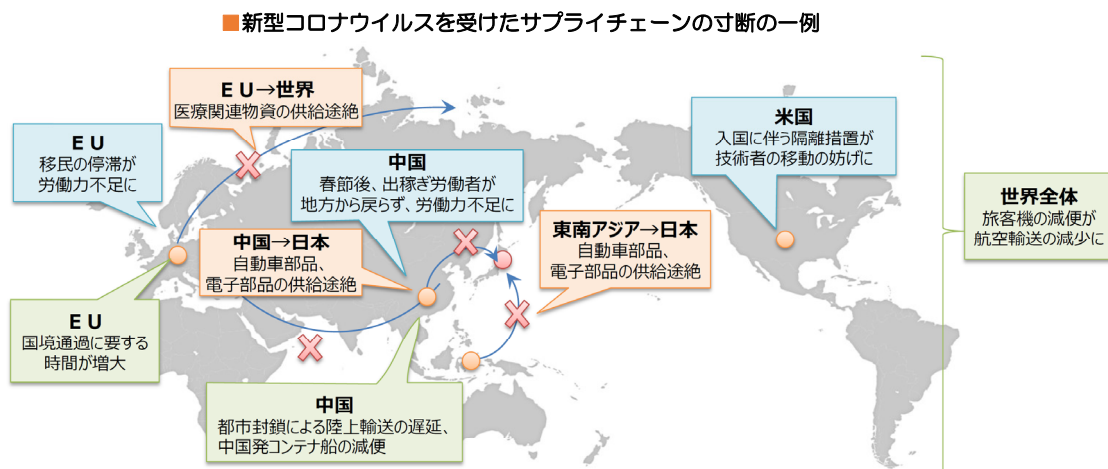 ■新型コロナウイルスを受けたサプライチェーンの寸断の一例
ＥＵ→世界
医療関連物資の供給途絶
ＥＵ
移民の停滞が
労働力不足に
中国
春節後、出稼ぎ労働者が
地方から戻らず、労働力不足に
米国
入国に伴う隔離措置が
技術者の移動の妨げに
世界全体
旅客機の減便が
航空輸送の減少に
中国→日本
自動車部品、
電子部品の供給途絶
東南アジア→日本
自動車部品、
電子部品の供給途絶
ＥＵ
国境通過に要する
時間が増大
中国
都市封鎖による陸上輸送の遅延、
中国発コンテナ船の減便